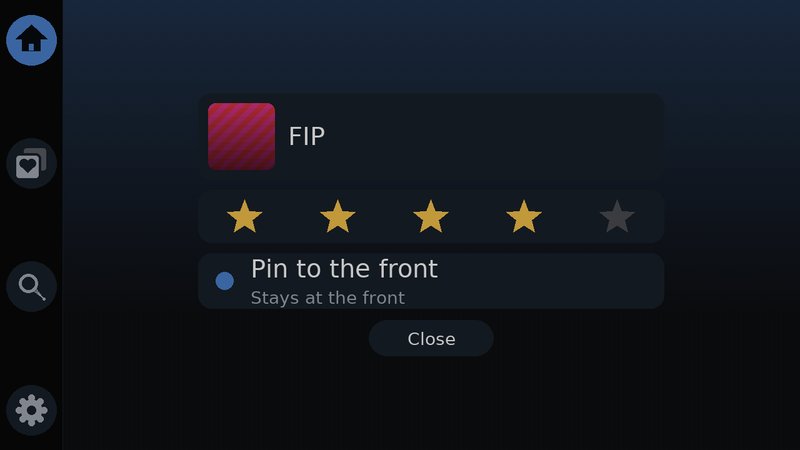 FIP
Pin to the front
Stays at the front
Close